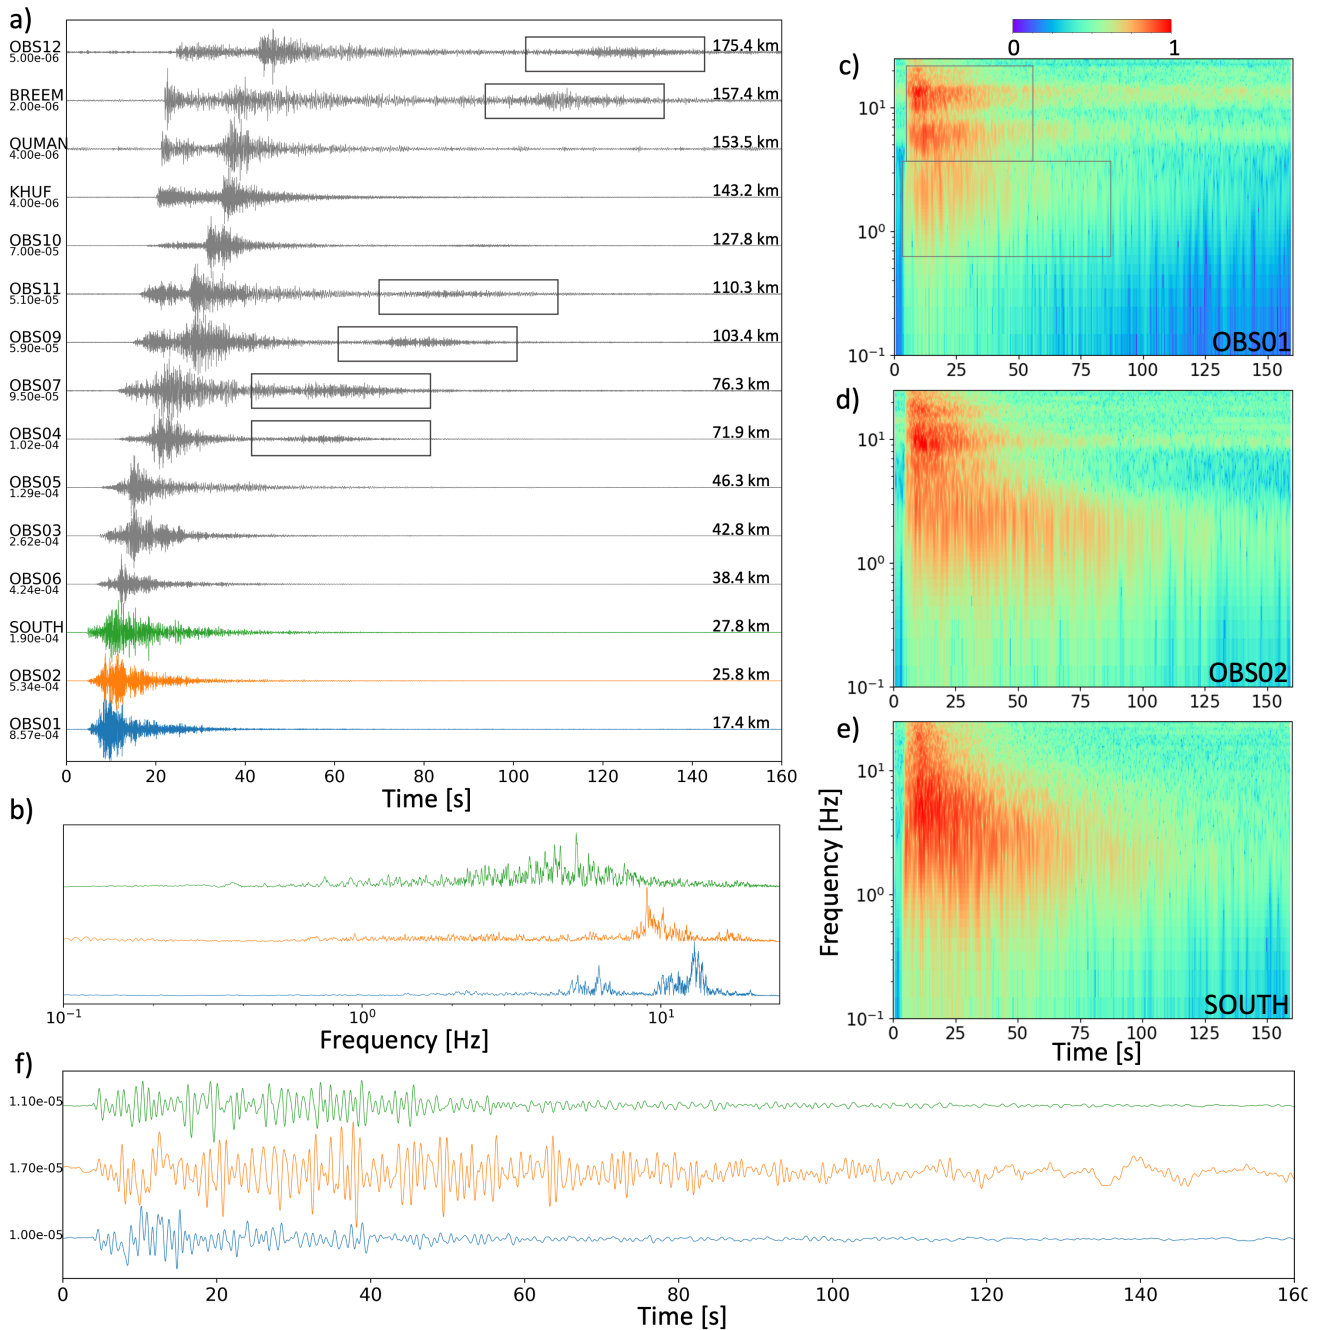 a)
OBS12
5.00e-06
175.4 km
BREEM
2.00e-06
157.4 km
QUMAN
4.00e-06
153.5 km
KHUF
4.00e-06
143.2 km
OBS10
7.00e-05
127.8 km
OBS11
5.10e-05
110.3 km
OBS09
5.90e-05
103.4 km
OBS07
9.50e-05
76.3 km
OBS04
1.02e-04
71.9 km
OBS05
1.29e-04
46.3 km
OBS03
2.62e-04
42.8 km
OBS06
4.24e-04
38.4 km
SOUTH
1.90e-04
27.8 km
OBS02
5.34e-04
25.8 km
OBS01
8.57e-04
17.4 km
0 20 40 60 80 100 120 140 160
Time [s]
b)
10⁻¹ 10⁰ 10¹
Frequency [Hz]
0 1
c)
10¹
10⁰
10⁻¹
OBS01
0 25 50 75 100 125 150
d)
10¹
10⁰
10⁻¹
OBS02
0 25 50 75 100 125 150
e)
10¹
10⁰
10⁻¹
Frequency [Hz]
SOUTH
0 25 50 75 100 125 150
Time [s]
f)
1.10e-05
1.70e-05
1.00e-05
0 20 40 60 80 100 120 140 160
Time [s]